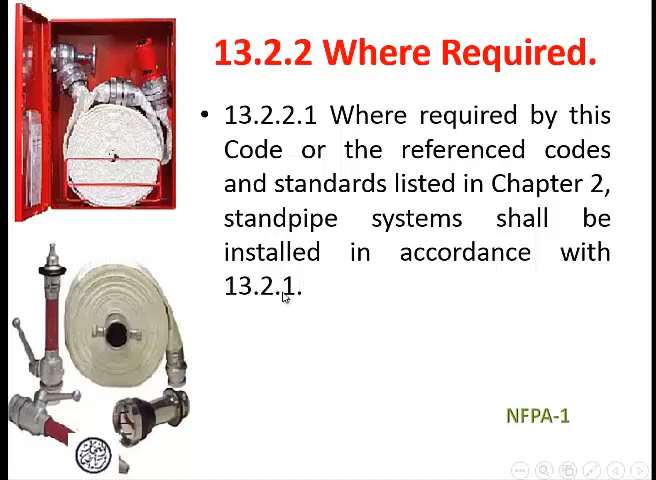 13.2.2 Where Required.
• 13.2.2.1 Where required by this
Code or the referenced codes
and standards listed in Chapter 2,
standpipe systems shall be
installed in accordance with
13.2.1.
NFPA-1